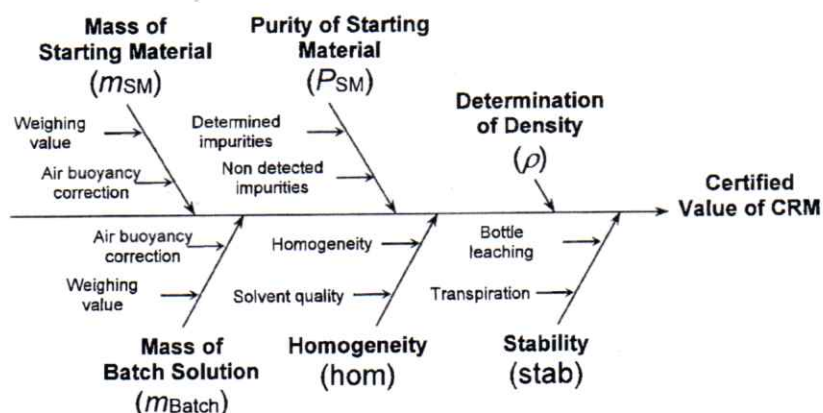 Mass of
Starting Material
(mSM)
Purity of Starting
Material
(PSM)
Determination
of Density
(ρ)
Weighing
value
Air buoyancy
correction
Determined
impurities
Non detected
impurities
Certified
Value of CRM
Air buoyancy
correction
Weighing
value
Homogeneity
Solvent quality
Bottle
leaching
Transpiration
Mass of
Batch Solution
(mBatch)
Homogeneity
(hom)
Stability
(stab)